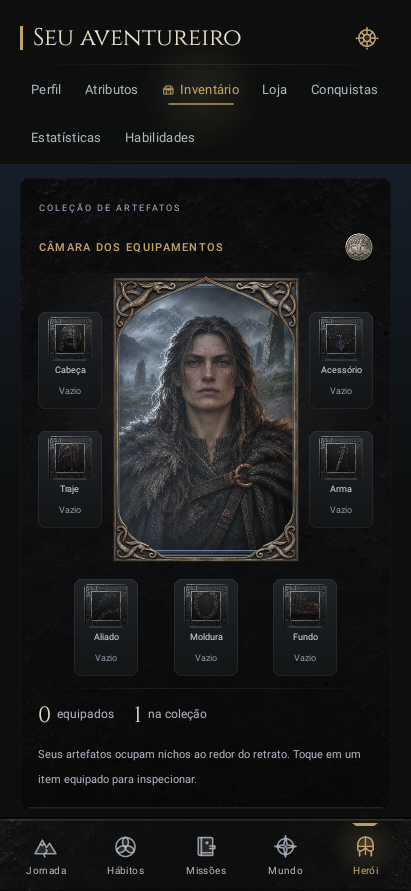 Seu aventureiro
Perfil Atributos Inventário Loja Conquistas
Estatísticas Habilidades
COLEÇÃO DE ARTEFATOS
CÂMARA DOS EQUIPAMENTOS
Cabeça
Vazio
Acessório
Vazio
Traje
Vazio
Arma
Vazio
Aliado Moldura Fundo
Vazio Vazio Vazio
0 equipados 1 na coleção
Seus artefatos ocupam nichos ao redor do retrato. Toque em um
item equipado para inspecionar.
Jornada Hábitos Missões Mundo Herói